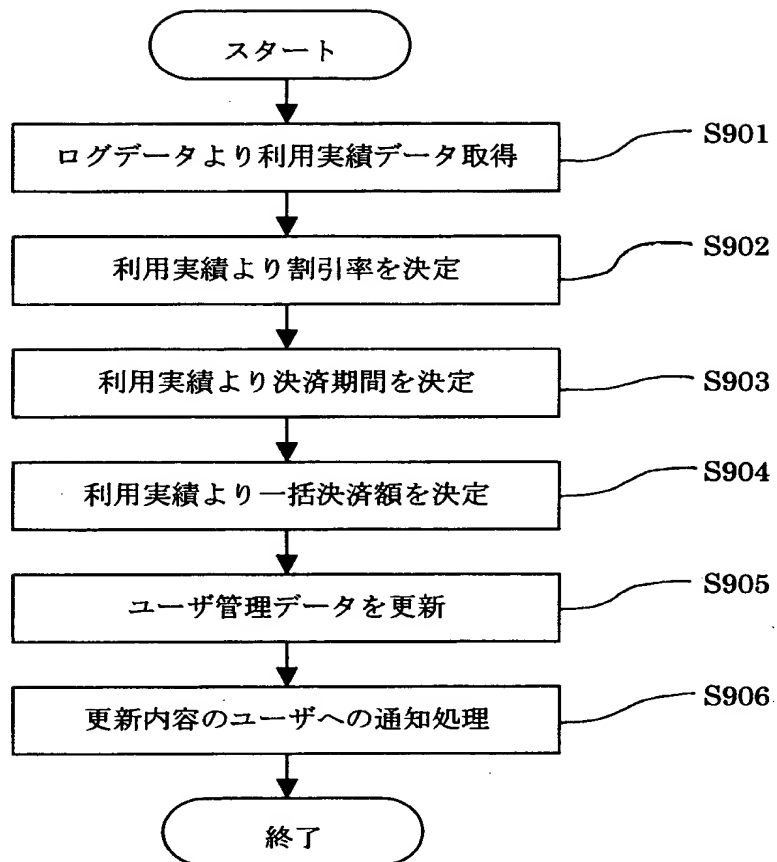 スタート
ログデータより利用実績データ取得
S901
利用実績より割引率を決定
S902
利用実績より決済期間を決定
S903
利用実績より一括決済額を決定
S904
ユーザ管理データを更新
S905
更新内容のユーザへの通知処理
S906
終了